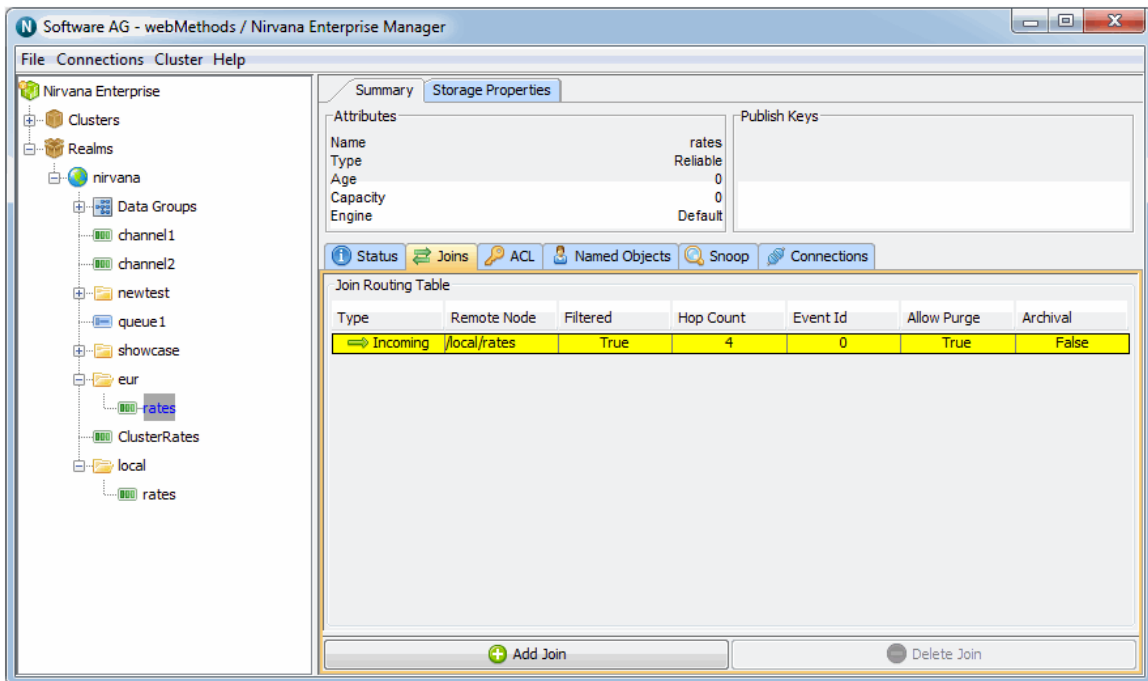 Software AG - webMethods / Nirvana Enterprise Manager
File Connections Cluster Help
Nirvana Enterprise
Clusters
Realms
nirvana
Data Groups
channel1
channel2
newtest
queue1
showcase
eur
rates
ClusterRates
local
rates
Summary Storage Properties
Attributes
Name rates
Type Reliable
Age 0
Capacity 0
Engine Default
Publish Keys
Status Joins ACL Named Objects Snoop Connections
Join Routing Table
Type Remote Node Filtered Hop Count Event Id Allow Purge Archival
Incoming /local/rates True 4 0 True False
Add Join Delete Join